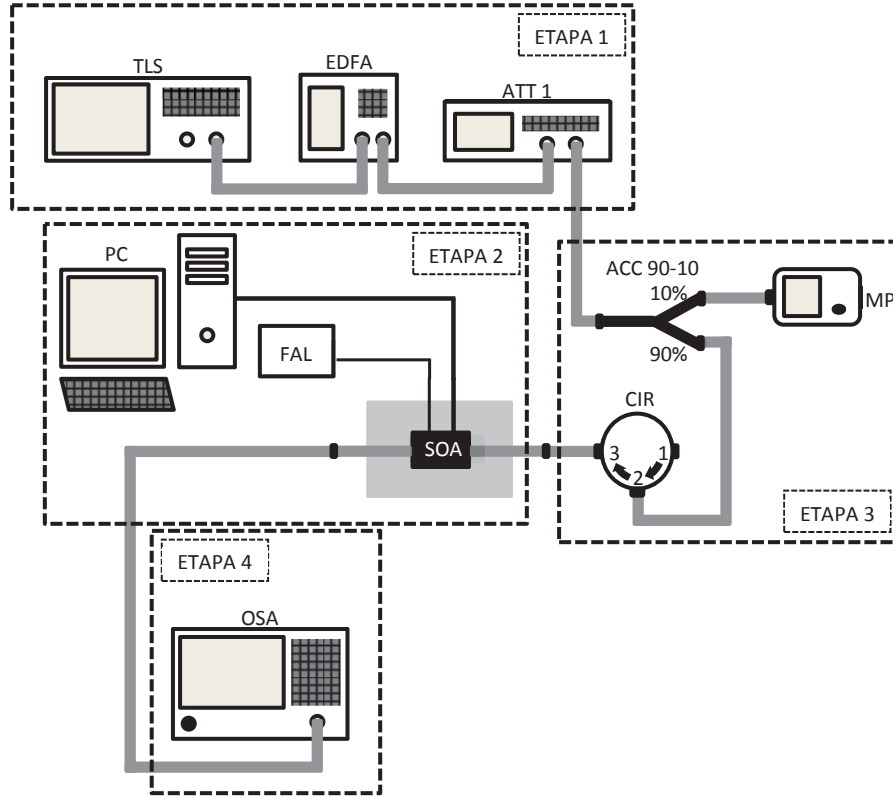 ETAPA 1
TLS
EDFA
ATT 1
PC
ETAPA 2
FAL
SOA
ACC 90-10
10%
MP
90%
CIR
3
1
2
ETAPA 3
ETAPA 4
OSA